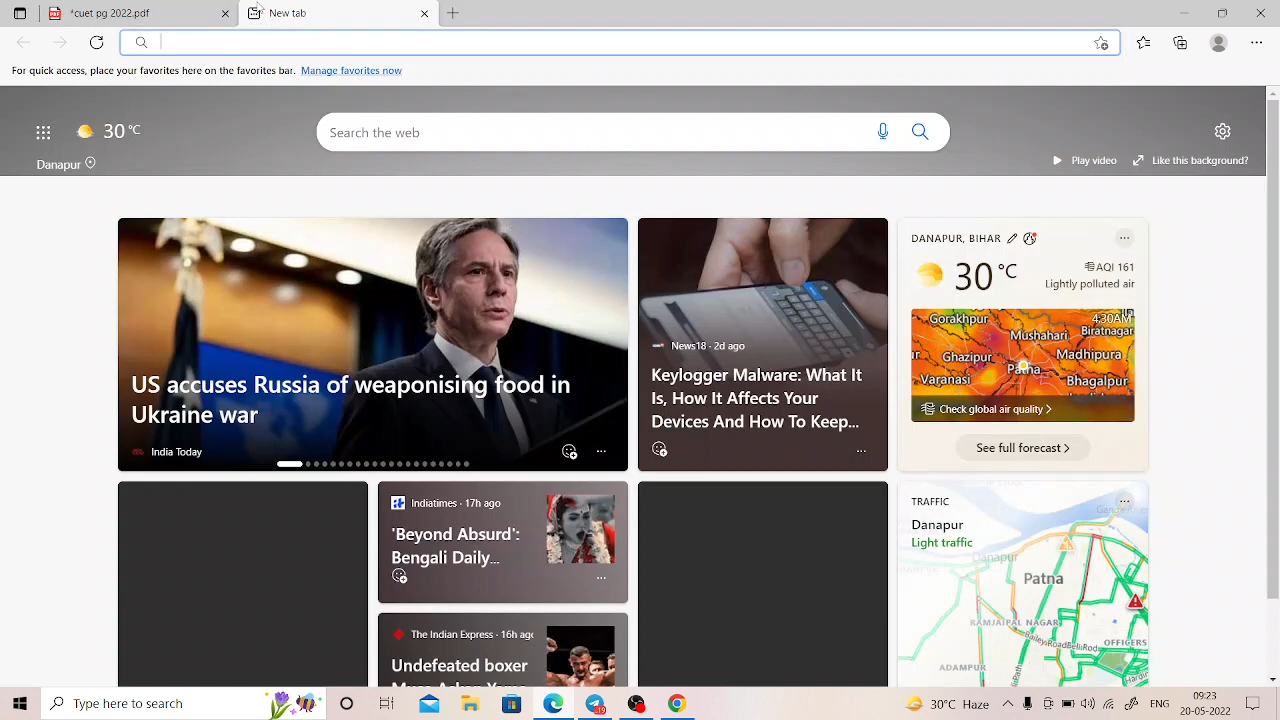 *cuet pg 2022.pdf
New tab
For quick access, place your favorites here on the favorites bar. Manage favorites now
30 °C
Search the web
Danapur
Play video
Like this background?
US accuses Russia of weaponising food in
Ukraine war
India Today
News18 · 2d ago
Keylogger Malware: What It
Is, How It Affects Your
Devices And How To Keep...
DANAPUR, BIHAR
30 °C
AQI 161
Lightly polluted air
4:30AM
Gorakhpur
Mushahari
Biratnagar
Ghazipur
Madhipura
Patna
Varanasi
Bhagalpur
Check global air quality
See full forecast
Indiatimes · 17h ago
'Beyond Absurd':
Bengali Daily...
TRAFFIC
Danapur
Light traffic
Danapur
Patna
RAMJAIPAL NAGAR
Bailey Road
OFFICERS
ADAMPUR
The Indian Express · 16h ago
Undefeated boxer
Type here to search
19
30°C Haze
ENG
09:23
20-05-2022